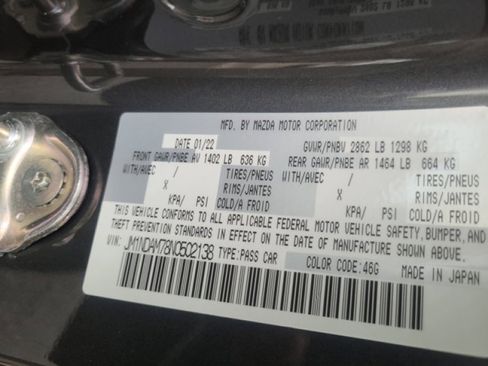 MFD. BY MAZDA MOTOR CORPORATION
DATE 01/22 GVWR/PNBV 2862 LB 1298 KG
FRONT GAWR/PNBE AV 1402 LB 636 KG REAR GAWR/PNBE AR 1464 LB 664 KG
WITH/AVEC / TIRES/PNEUS WITH/AVEC / TIRES/PNEUS
X RIMS/JANTES X RIMS/JANTES
KPA/ PSI COLD/A FROID KPA/ PSI COLD/A FROID
THIS VEHICLE CONFORMS TO ALL APPLICABLE FEDERAL MOTOR VEHICLE SAFETY, BUMPER, AND
THEFT PREVENTION STANDARDS IN EFFECT ON THE DATE OF MANUFACTURE SHOWN ABOVE.
VIN: JM1NDAM78N0502138 TYPE: PASS CAR COLOR CODE: 46G MADE IN JAPAN